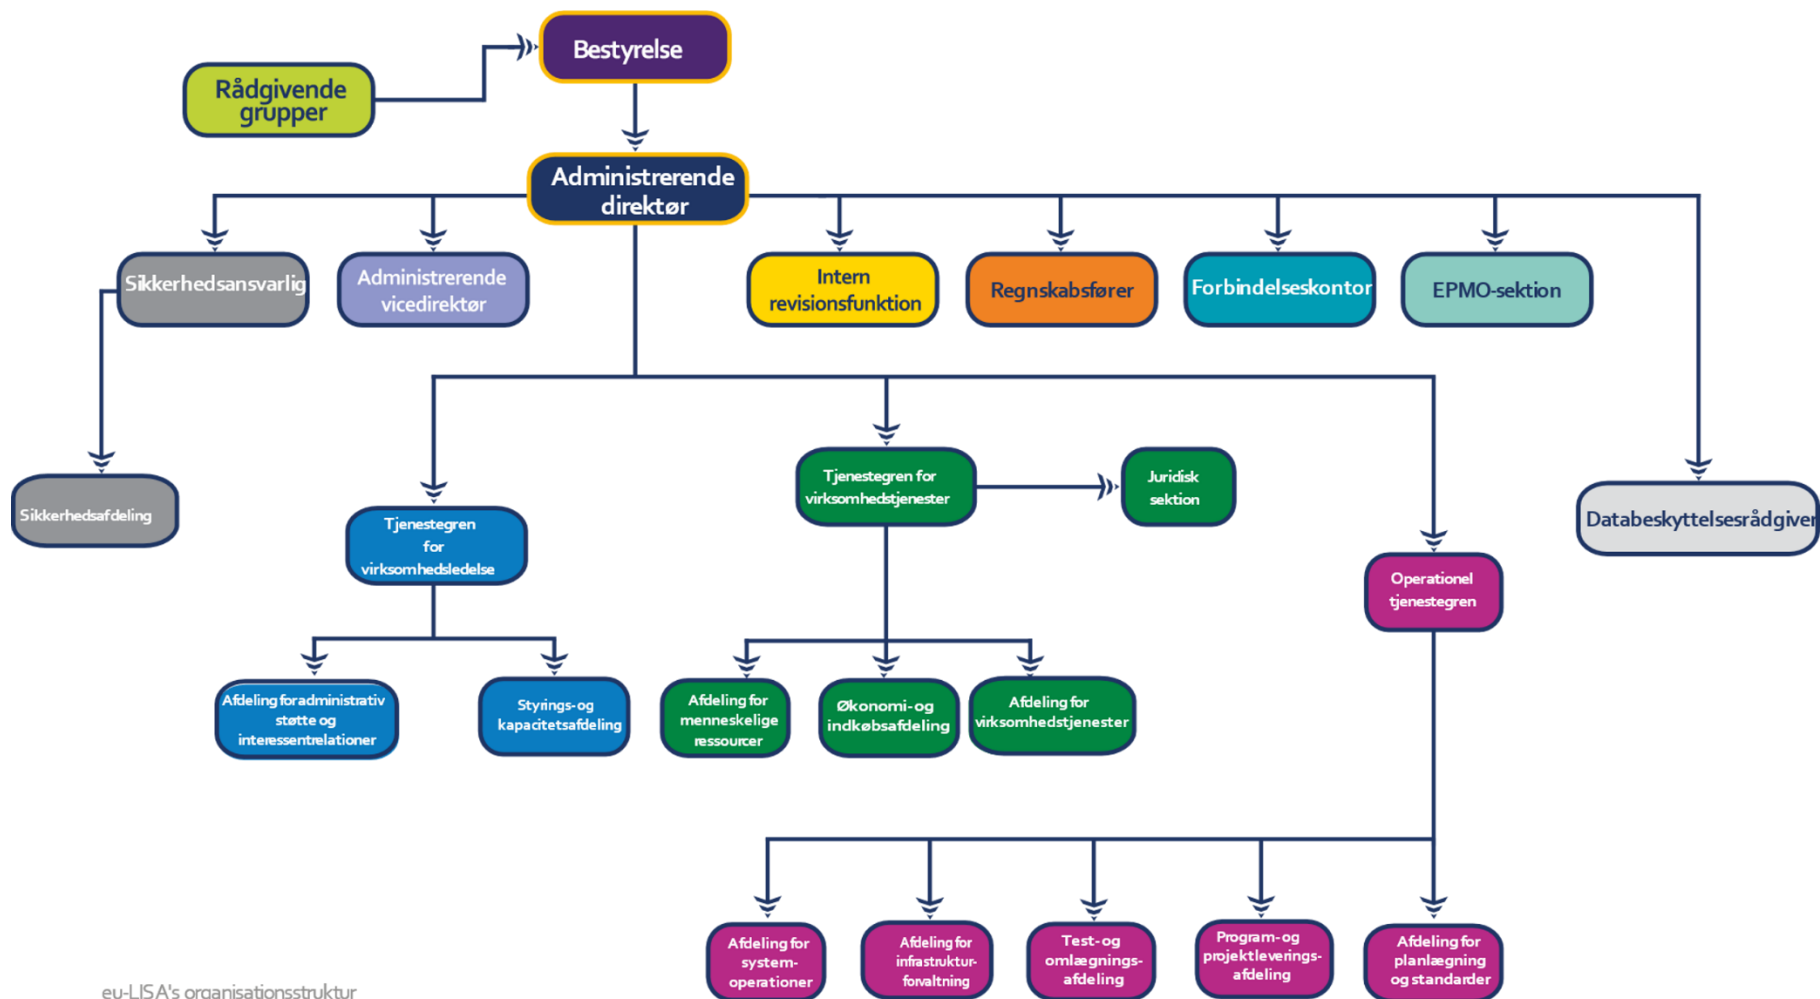 Bestyrelse
Rådgivende
grupper
Administrerende
direktør
Sikkerhedsansvarlig
Administrerende
vicedirektør
Intern
revisionsfunktion
Regnskabsfører
Forbindelseskontor
EPMO-sektion
Tjenestegren for
virksomhedstjenester
Juridisk
sektion
Sikkerhedsafdeling
Tjenestegren
for
virksomhedsledelse
Databeskyttelsesrådgiver
Operationel
tjenestegren
Afdeling foradministrativ
støtte og
interessentrelationer
Styrings-og
kapacitetsafdeling
Afdeling for
menneskelige
ressourcer
Økonomi-og
indkøbsafdeling
Afdeling for
virksomhedstjenester
Afdeling for
system-
operationer
Afdeling for
infrastruktur-
forvaltning
Test-og
omlægnings-
afdeling
Program-og
projektleverings-
afdeling
Afdeling for
planlægning
og standarder
eu-LISA's organisationsstruktur